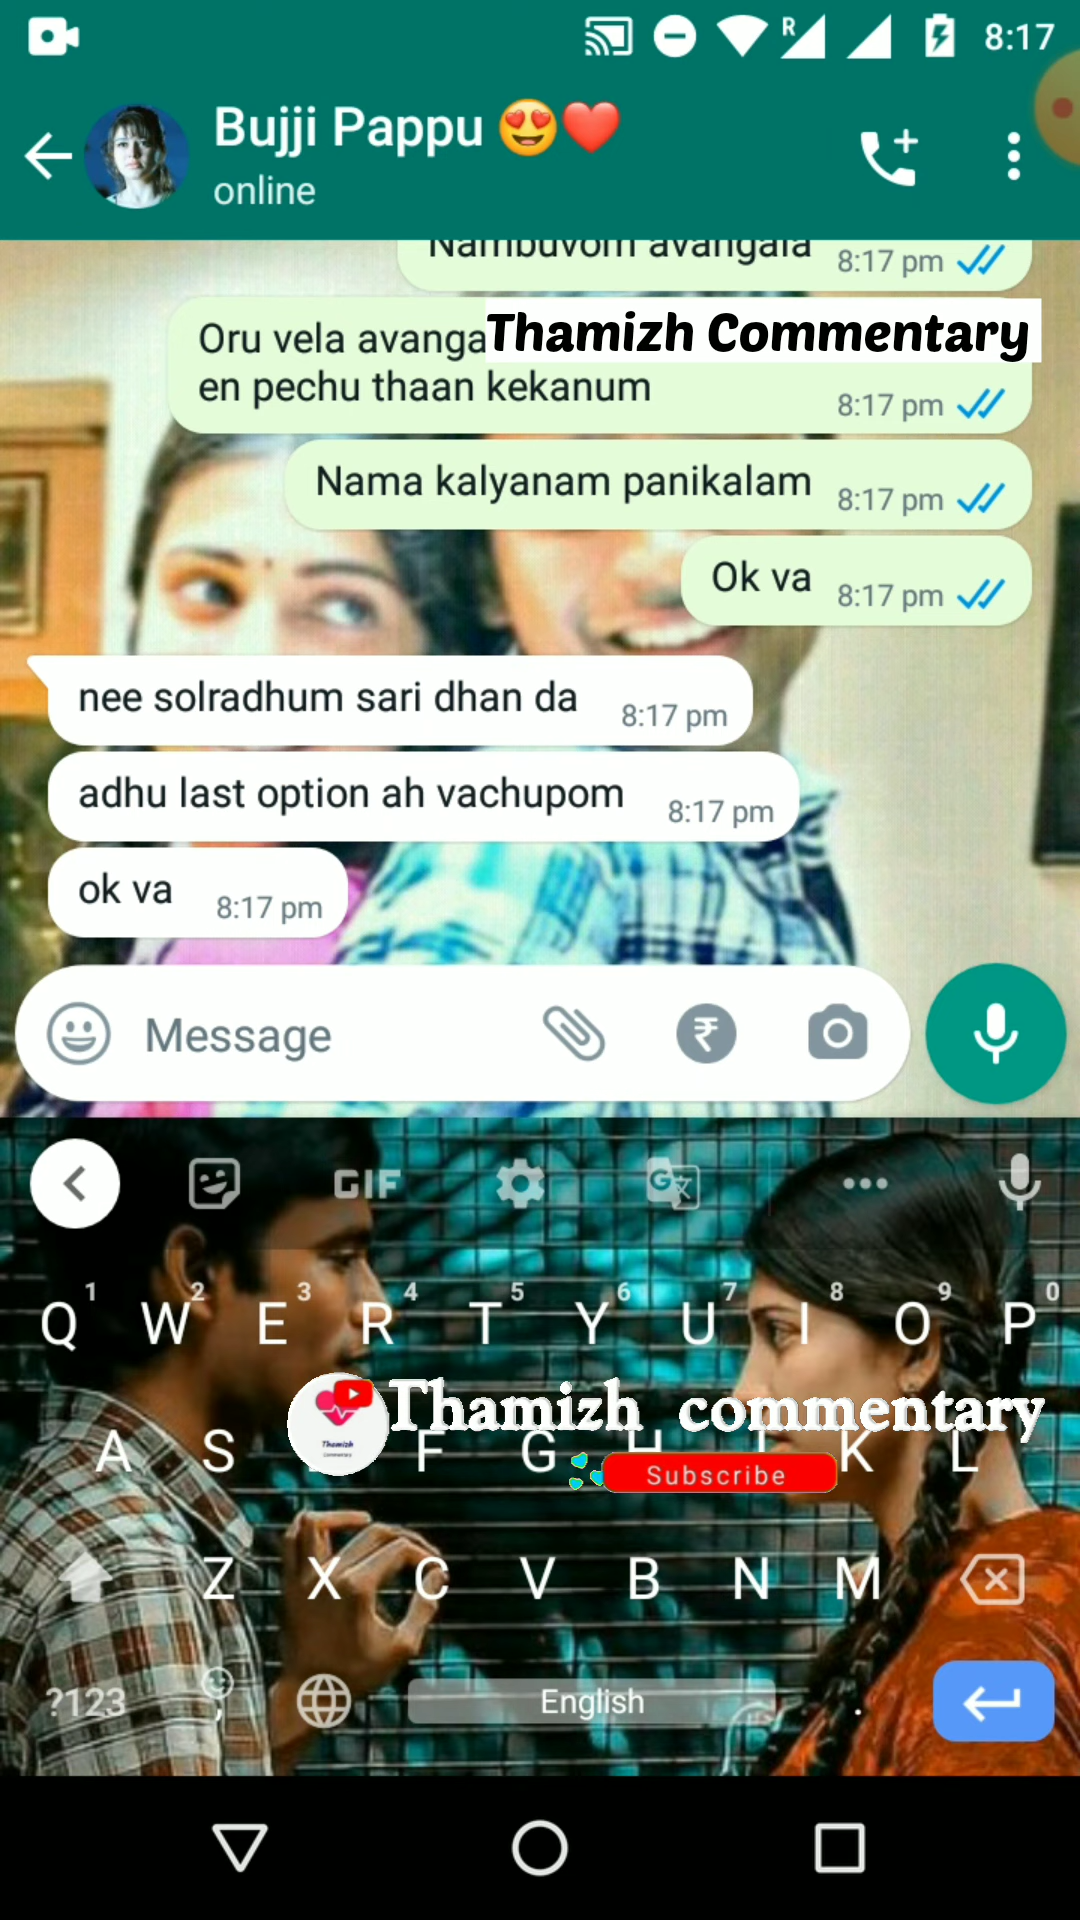 8:17
Bujji Pappu 😍❤️
online
Nambuvom avangala
8:17 pm
Oru vela avanga
Thamizh Commentary
en pechu thaan kekanum
8:17 pm
Nama kalyanam panikalam
8:17 pm
Ok va
8:17 pm
nee solradhum sari dhan da
8:17 pm
adhu last option ah vachupom
8:17 pm
ok va
8:17 pm
Message
GIF
1 2 3 4 5 6 7 8 9 0
Q W E R T Y U I O P
Thamizh commentary
A S F G H K L
Subscribe
Z X C V B N M
?123 , English .